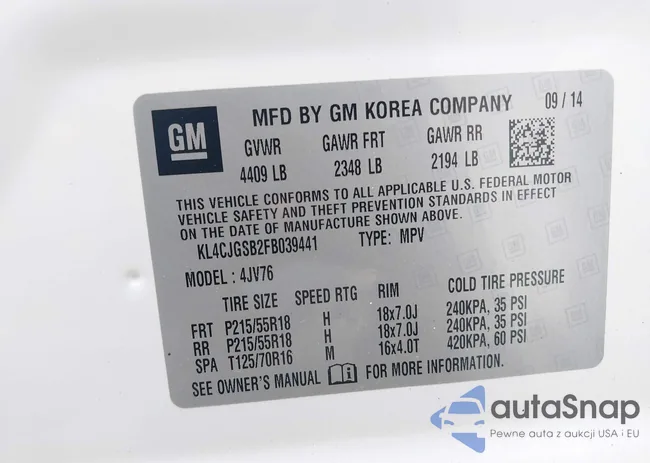 GM
MFD BY GM KOREA COMPANY 09/14
GVWR GAWR FRT GAWR RR
4409 LB 2348 LB 2194 LB
THIS VEHICLE CONFORMS TO ALL APPLICABLE U.S. FEDERAL MOTOR
VEHICLE SAFETY AND THEFT PREVENTION STANDARDS IN EFFECT
ON THE DATE OF MANUFACTURE SHOWN ABOVE.
KL4CJGSB2FB039441 TYPE: MPV
MODEL: 4JV76
TIRE SIZE SPEED RTG RIM COLD TIRE PRESSURE
FRT P215/55R18 H 18x7.0J 240KPA, 35 PSI
RR P215/55R18 H 18x7.0J 240KPA, 35 PSI
SPA T125/70R16 M 16x4.0T 420KPA, 60 PSI
SEE OWNER'S MANUAL FOR MORE INFORMATION.
autaSnap
Pewne auta z aukcji USA i EU